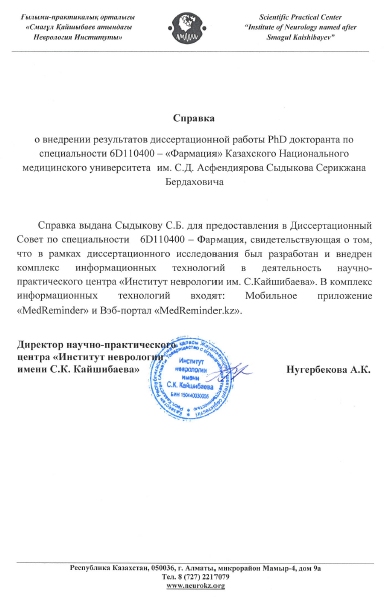 Ғылыми-практикалық орталығы
«Смағұл Қайшыбаев атындағы
Неврология Институты»
Scientific Practical Center
"Institute of Neurology named after
Smagul Kaishibayev"
Справка
о внедрении результатов диссертационной работы PhD докторанта по
специальности 6D110400 – «Фармация» Казахского Национального
медицинского университета им. С.Д. Асфендиярова Сыдыкова Серикжана
Бердаховича
Справка выдана Сыдыкову С.Б. для предоставления в Диссертационный
Совет по специальности 6D110400 – Фармация, свидетельствующая о том,
что в рамках диссертационного исследования был разработан и внедрен
комплекс информационных технологий в деятельность научно-
практического центра «Институт неврологии им. С.Кайшибаева». В комплекс
информационных технологий входят: Мобильное приложение
«MedReminder» и Вэб-портал «MedReminder.kz».
Директор научно-практического
центра «Институт неврологии
имени С.К. Кайшибаева»
Институт
неврологии
имени
С.К. Кайшибаева
Нугербекова А.К.
Республика Казахстан, 050036, г. Алматы, микрорайон Мамыр-4, дом 9а
Тел. 8 (727) 2217079
www.neurokz.org